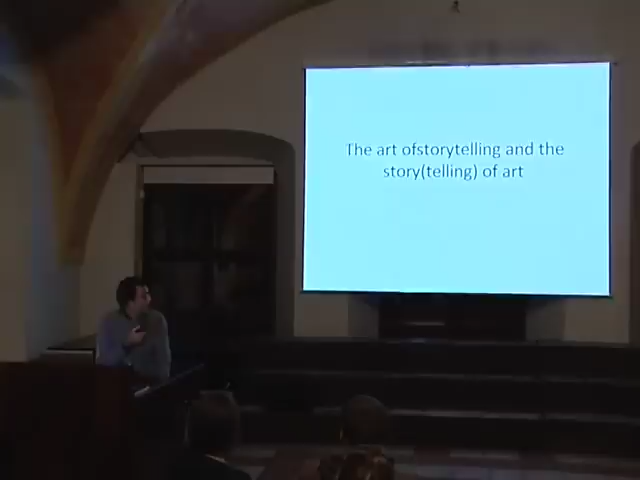 The art ofstorytelling and the
story(telling) of art